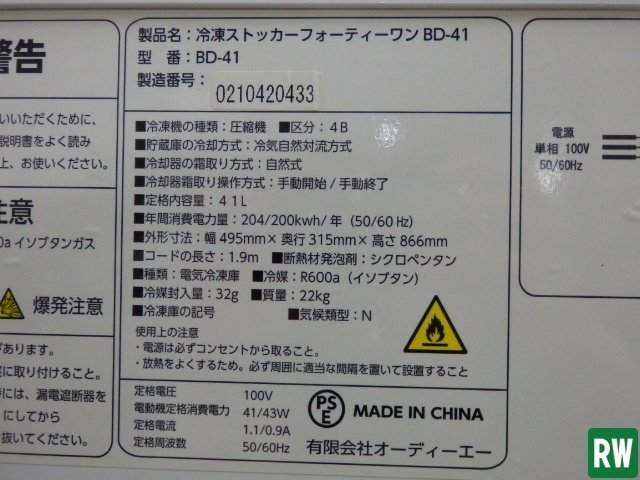 警告
いいただくために、
説明書をよく読み
上、お使いください。
注意
0a イソブタンガス
爆発注意
があります。
実に取り付けること。
には、漏電遮断器を
にしてから
抜いてください。
製品名：冷凍ストッカーフォーティーワン BD-41
型 番：BD-41
製造番号：
0210420433
■冷凍機の種類：圧縮機 ■区分：4B
■貯蔵庫の冷却方式：冷気自然対流方式
■冷却器の霜取り方式：自然式
■冷却器霜取り操作方式：手動開始/手動終了
■定格内容量：41L
■年間消費電力量：204/200kwh/年 (50/60Hz)
■外形寸法：幅 495mm×奥行 315mm×高さ 866mm
■コードの長さ：1.9m ■断熱材発泡剤：シクロペンタン
■種類：電気冷凍庫 ■冷媒：R600a（イソブタン）
■冷媒封入量：32g ■質量：22kg
■冷凍庫の記号 ■気候類型：N
使用上の注意
・電源は必ずコンセントから取ること。
・放熱をよくするため。必ず周囲に適当な間隔を置いて設置すること
定格電圧 100V
電動機定格消費電力 41/43W
定格電流 1.1/0.9A
定格周波数 50/60Hz
PSE
MADE IN CHINA
有限会社オーディーエー
電源
単相 100V
50/60Hz
RW